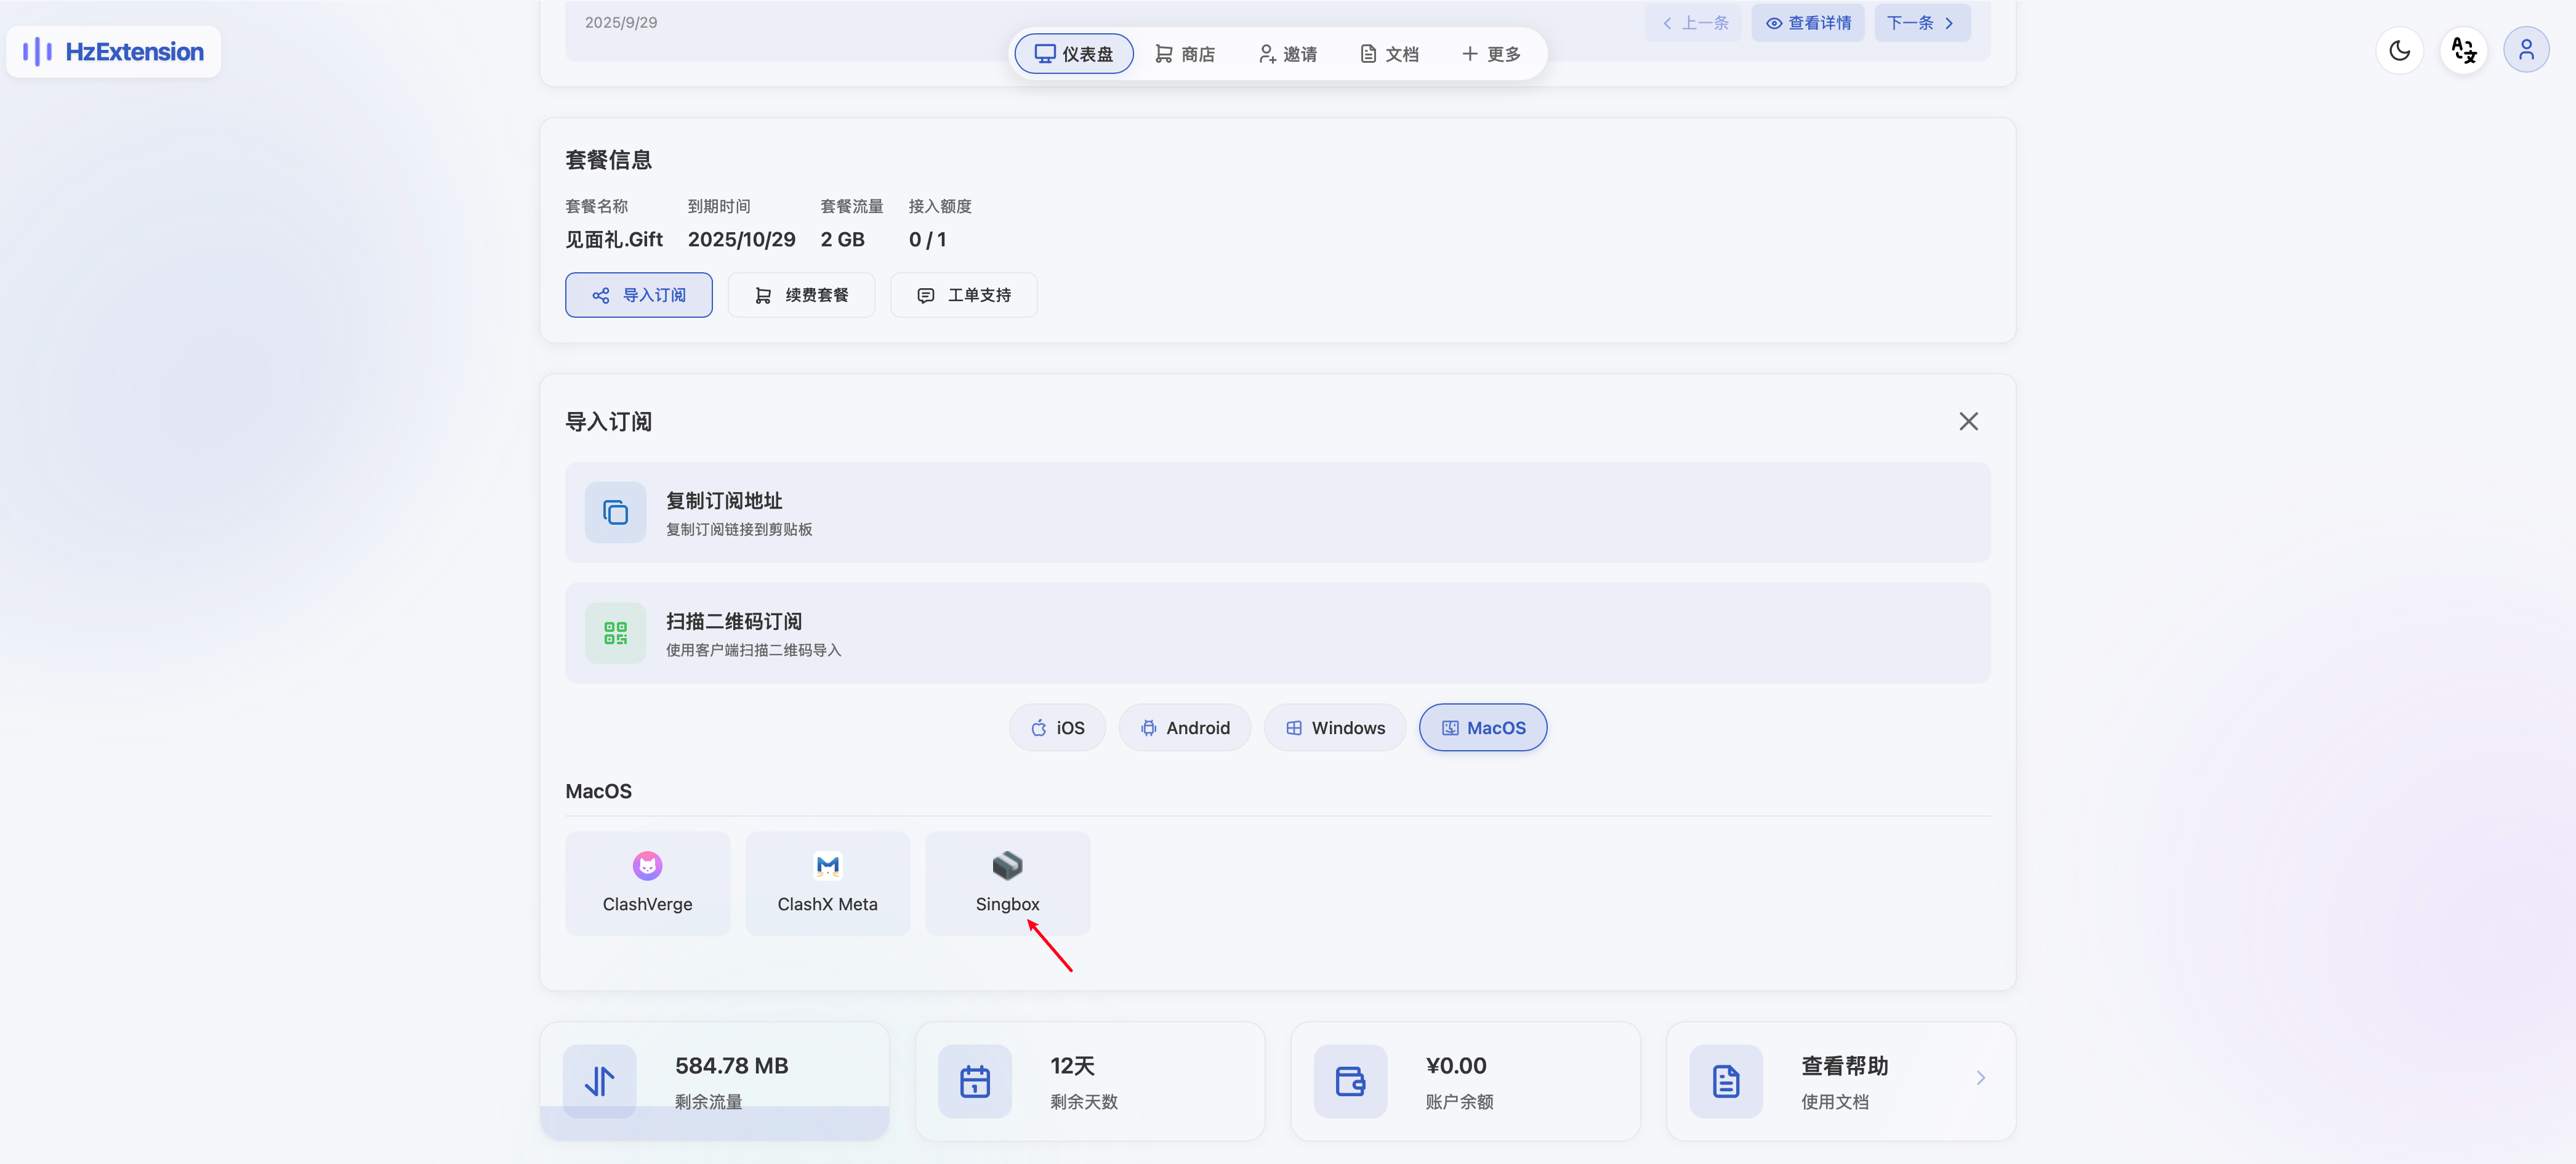 2025/9/29
上一条
查看详情
下一条
HzExtension
仪表盘
商店
邀请
文档
更多
套餐信息
套餐名称 到期时间 套餐流量 接入额度
见面礼.Gift 2025/10/29 2 GB 0 / 1
导入订阅
续费套餐
工单支持
导入订阅
复制订阅地址
复制订阅链接到剪贴板
扫描二维码订阅
使用客户端扫描二维码导入
iOS
Android
Windows
MacOS
MacOS
ClashVerge
ClashX Meta
Singbox
584.78 MB
剩余流量
12天
剩余天数
¥0.00
账户余额
查看帮助
使用文档